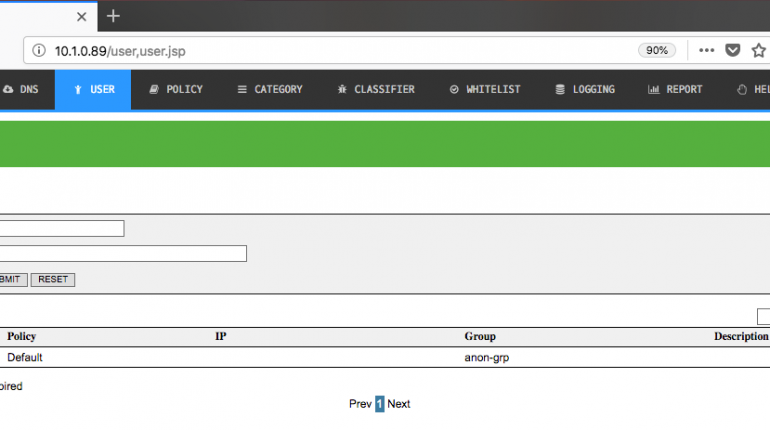 10.1.0.89/user,user.jsp 90%
DNS USER POLICY CATEGORY CLASSIFIER WHITELIST LOGGING REPORT HEL
BMIT RESET
Policy IP Group Description
Default anon-grp
pired
Prev 1 Next